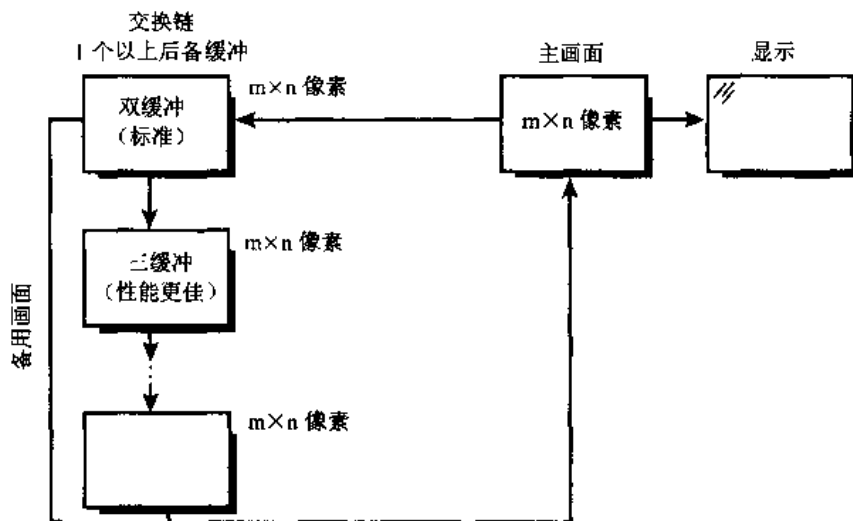 交换链
1 个以上后备缓冲
主画面
显示
双缓冲
（标准）
m×n 像素
m×n 像素
三缓冲
（性能更佳）
m×n 像素
备用画面
m×n 像素